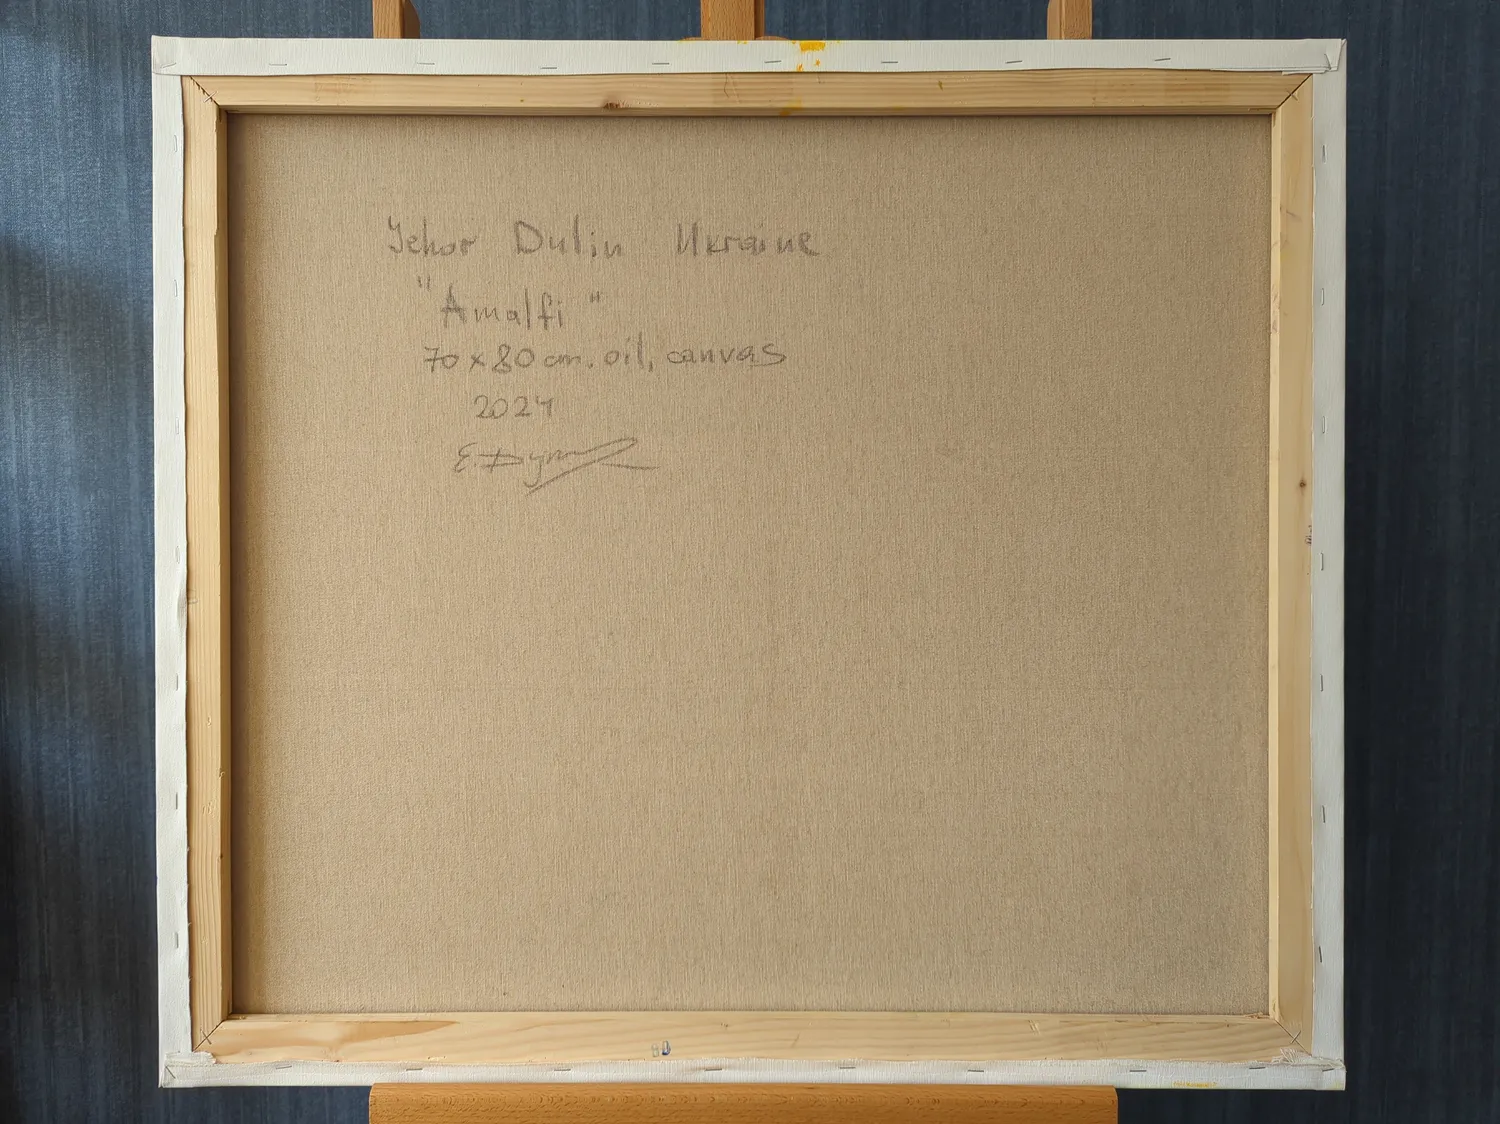 Yehor Dulin Ukraine
"Amalfi"
70 x 80 cm. oil, canvas
2024